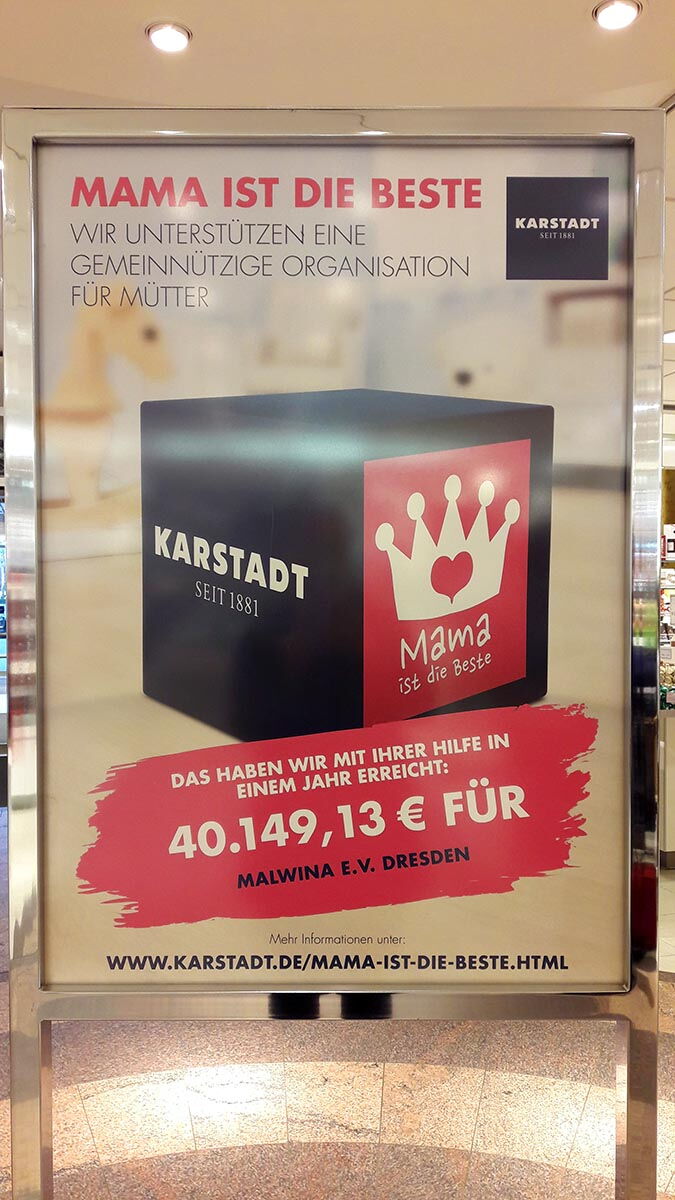 MAMA IST DIE BESTE
WIR UNTERSTÜTZEN EINE
GEMEINNÜTZIGE ORGANISATION
FÜR MÜTTER
KARSTADT
SEIT 1881
KARSTADT
SEIT 1881
Mama
ist die Beste
DAS HABEN WIR MIT IHRER HILFE IN
EINEM JAHR ERREICHT:
40.149,13 € FÜR
MALWINA E.V. DRESDEN
Mehr Informationen unter:
WWW.KARSTADT.DE/MAMA-IST-DIE-BESTE.HTML